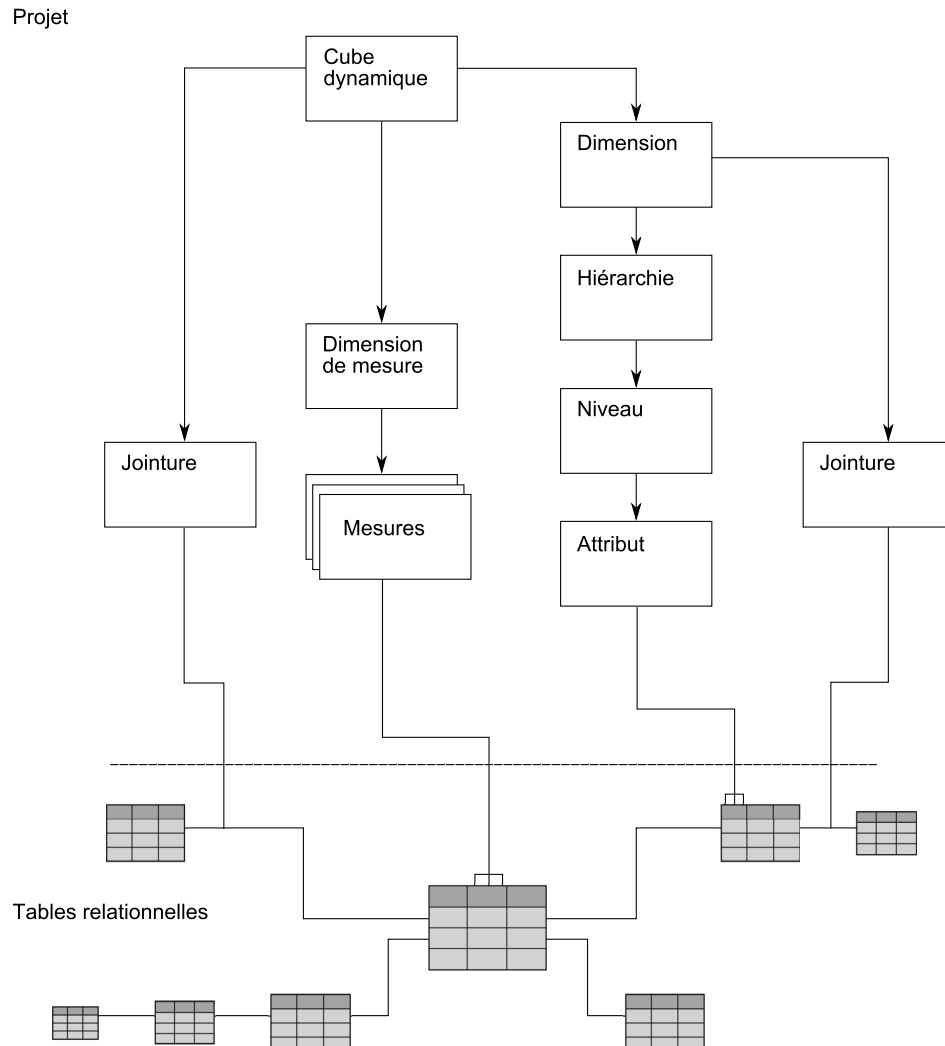 Projet
Cube
dynamique
Dimension
Hiérarchie
Dimension
de mesure
Niveau
Jointure
Jointure
Mesures
Attribut
Tables relationnelles